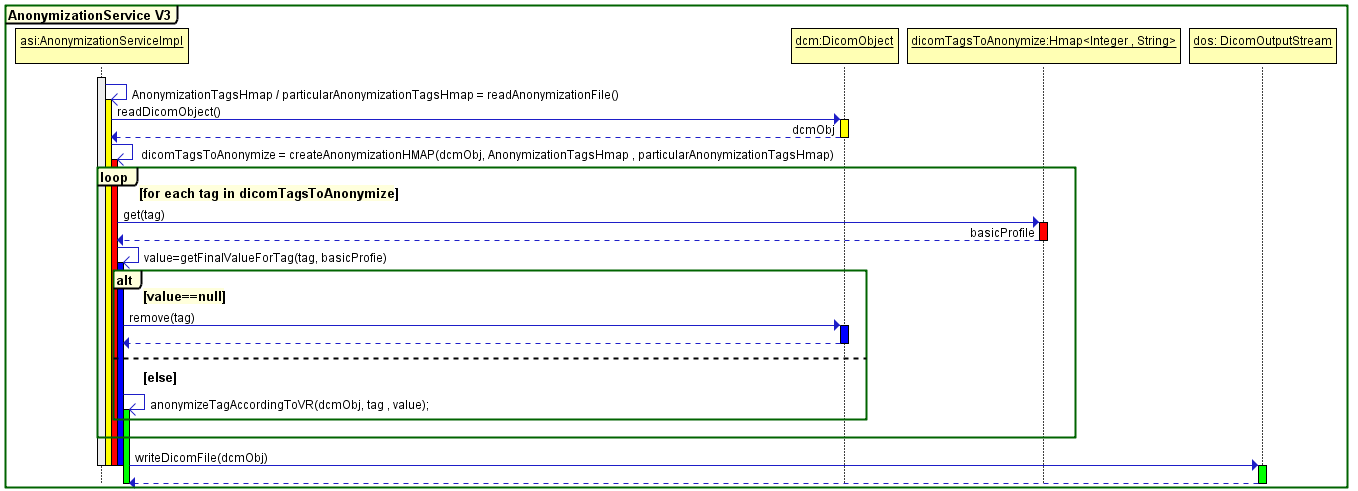 AnonymizationService V3
asi:AnonymizationServiceImpl
dcm:DicomObject
dicomTagsToAnonymize:Hmap<Integer , String>
dos: DicomOutputStream
AnonymizationTagsHmap / particularAnonymizationTagsHmap = readAnonymizationFile()
readDicomObject()
dcmObj
dicomTagsToAnonymize = createAnonymizationHMAP(dcmObj, AnonymizationTagsHmap , particularAnonymizationTagsHmap)
loop
[for each tag in dicomTagsToAnonymize]
get(tag)
basicProfile
value=getFinalValueForTag(tag, basicProfie)
alt
[value==null]
remove(tag)
[else]
anonymizeTagAccordingToVR(dcmObj, tag , value);
writeDicomFile(dcmObj)